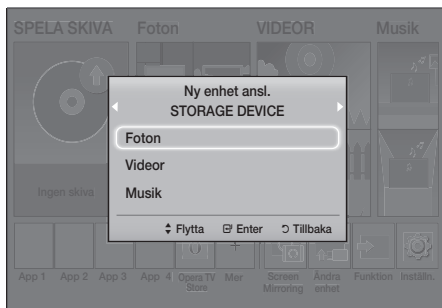 SPELA SKIVA Foton VIDEOR Musik
Ny enhet ansl.
STORAGE DEVICE
Foton
Videor
Musik
Ingen skiva
Flytta Enter Tillbaka
App 1 App 2 App 3 App 4 Opera TV Store Mer Screen Mirroring Ändra enhet Funktion Inställn.